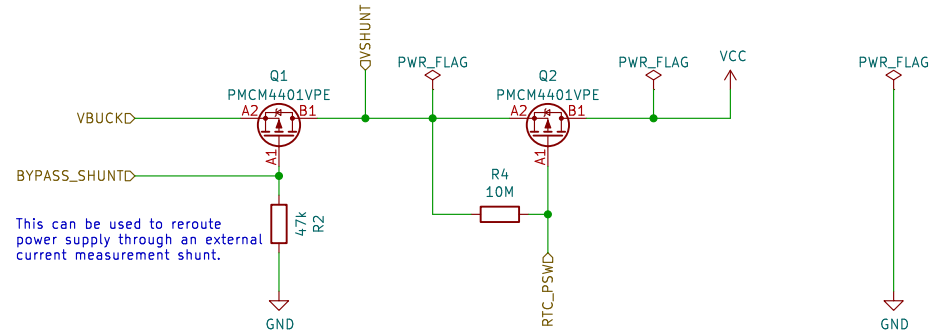 VSHUNT
PWR_FLAG
PWR_FLAG
VCC
PWR_FLAG
Q1
PMCM4401VPE
Q2
PMCM4401VPE
VBUCK
A2
B1
A1
A2
B1
A1
BYPASS_SHUNT
R4
10M
47k
R2
This can be used to reroute
power supply through an external
current measurement shunt.
RTC_PSW
GND
GND